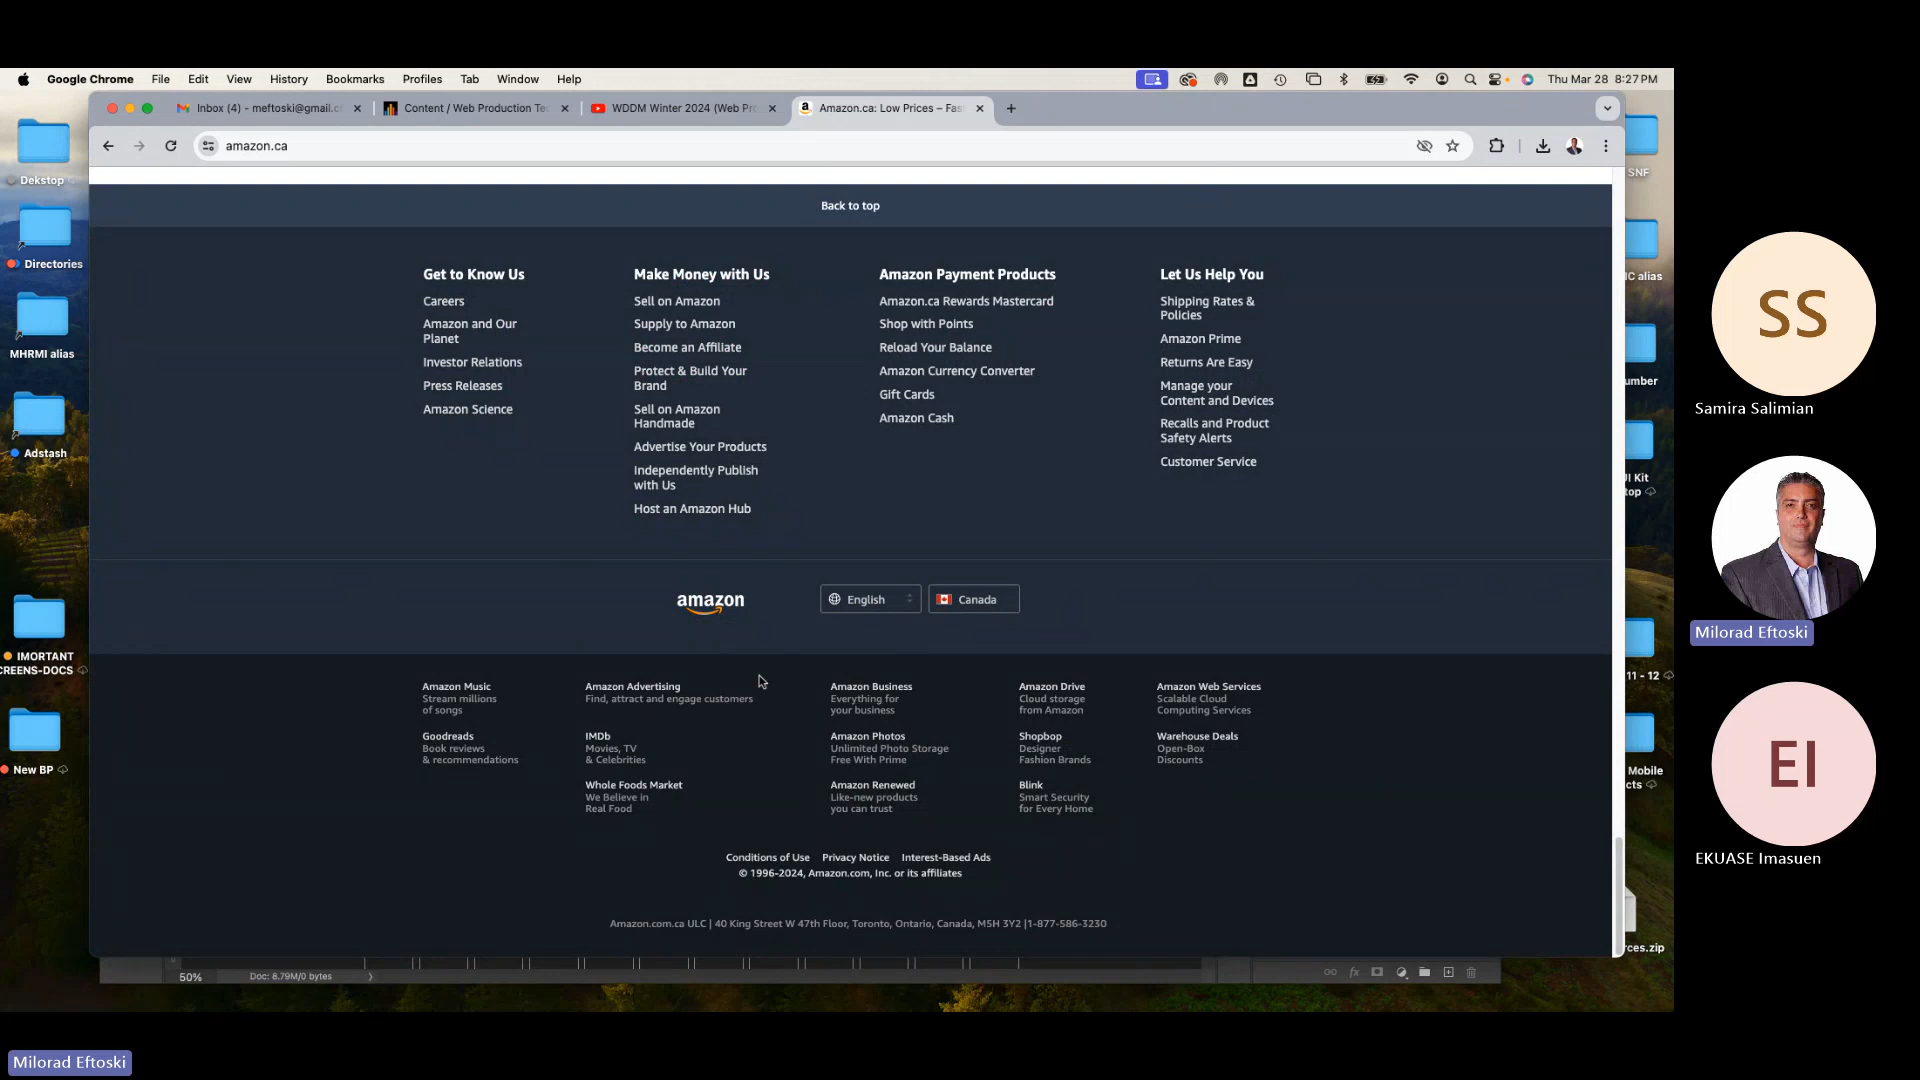 Google Chrome File Edit View History Bookmarks Profiles Tab Window Help Thu Mar 28 8:27 PM
Inbox (4) - meftoski@gmail.c Content / Web Production Te WDDM Winter 2024 (Web Pr Amazon.ca: Low Prices – Fas
amazon.ca
Dekstop
Directories
MHRMI alias
Adstash
IMORTANT
CREENS-DOCS
New BP
Back to top
Get to Know Us
Careers
Amazon and Our
Planet
Investor Relations
Press Releases
Amazon Science
Make Money with Us
Sell on Amazon
Supply to Amazon
Become an Affiliate
Protect & Build Your
Brand
Sell on Amazon
Handmade
Advertise Your Products
Independently Publish
with Us
Host an Amazon Hub
Amazon Payment Products
Amazon.ca Rewards Mastercard
Shop with Points
Reload Your Balance
Amazon Currency Converter
Gift Cards
Amazon Cash
Let Us Help You
Shipping Rates &
Policies
Amazon Prime
Returns Are Easy
Manage your
Content and Devices
Recalls and Product
Safety Alerts
Customer Service
amazon English Canada
Amazon Music
Stream millions
of songs
Amazon Advertising
Find, attract and engage customers
Amazon Business
Everything for
your business
Amazon Drive
Cloud storage
from Amazon
Amazon Web Services
Scalable Cloud
Computing Services
Goodreads
Book reviews
& recommendations
IMDb
Movies, TV
& Celebrities
Amazon Photos
Unlimited Photo Storage
Free With Prime
Shopbop
Designer
Fashion Brands
Warehouse Deals
Open-Box
Discounts
Whole Foods Market
We Believe in
Real Food
Amazon Renewed
Like-new products
you can trust
Blink
Smart Security
for Every Home
Conditions of Use Privacy Notice Interest-Based Ads
© 1996-2024, Amazon.com, Inc. or its affiliates
Amazon.com.ca ULC | 40 King Street W 47th Floor, Toronto, Ontario, Canada, M5H 3Y2 |1-877-586-3230
50% Doc: 8.79M/0 bytes
SNF
IC alias
umber
JI Kit
top
11 - 12
Mobile
cts
rces.zip
SS
Samira Salimian
Milorad Eftoski
EI
EKUASE Imasuen
Milorad Eftoski